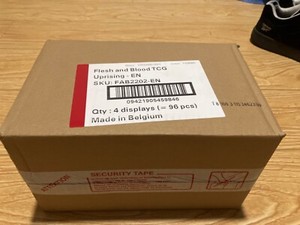 Flesh and Blood TCG
Uprising - EN
SKU: FAB2202-EN
09421905459846
Qty : 4 displays (= 96 pcs)
Made in Belgium
SECURITY TAPE